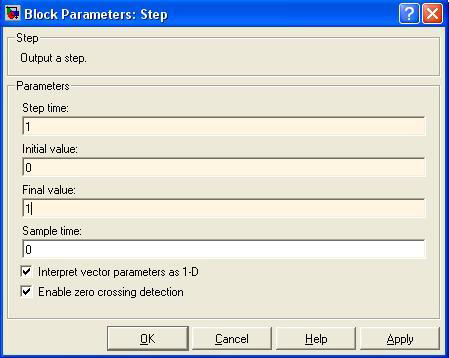 Block Parameters: Step
Step
Output a step.
Parameters
Step time:
1
Initial value:
0
Final value:
1
Sample time:
0
Interpret vector parameters as 1-D
Enable zero crossing detection
OK Cancel Help Apply